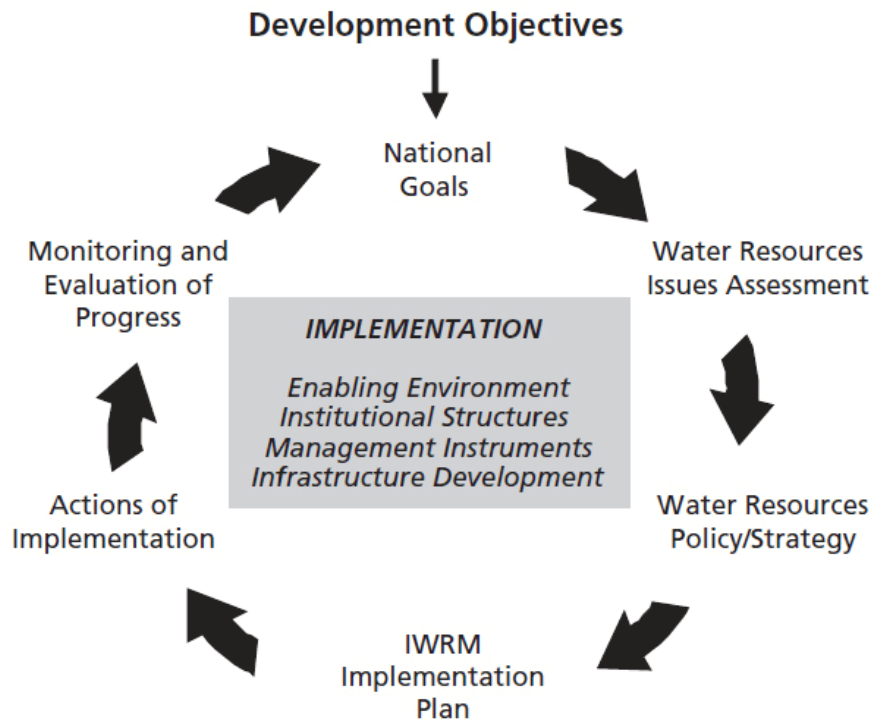 Development Objectives
National
Goals
Water Resources
Issues Assessment
Water Resources
Policy/Strategy
IWRM
Implementation
Plan
Actions of
Implementation
Monitoring and
Evaluation of
Progress
IMPLEMENTATION
Enabling Environment
Institutional Structures
Management Instruments
Infrastructure Development